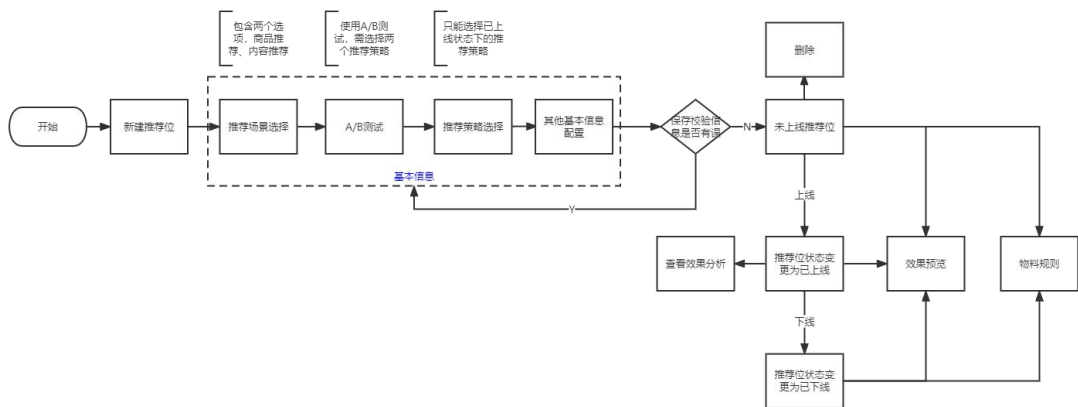 包含两个选
项，商品推
荐、内容推荐
使用A/B测
试，需选择两
个推荐策略
只能选择已上
线状态下的推
荐策略
删除
开始
新建推荐位
推荐场景选择
A/B测试
推荐策略选择
其他基本信息
配置
保存校验信
息是否有误
N
未上线推荐位
基本信息
Y
上线
查看效果分析
推荐位状态变
更为已上线
效果预览
物料规则
下线
推荐位状态变
更为已下线